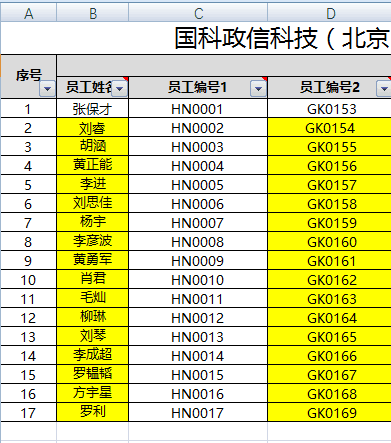 A B C D
国科政信科技（北京
序号 员工姓名 员工编号1 员工编号2
1 张保才 HN0001 GK0153
2 刘睿 HN0002 GK0154
3 胡涵 HN0003 GK0155
4 黄正能 HN0004 GK0156
5 李进 HN0005 GK0157
6 刘思佳 HN0006 GK0158
7 杨宇 HN0007 GK0159
8 李彦波 HN0008 GK0160
9 黄勇军 HN0009 GK0161
10 肖君 HN0010 GK0162
11 毛灿 HN0011 GK0163
12 柳琳 HN0012 GK0164
13 刘琴 HN0013 GK0165
14 李成超 HN0014 GK0166
15 罗韫韬 HN0015 GK0167
16 方宇星 HN0016 GK0168
17 罗利 HN0017 GK0169